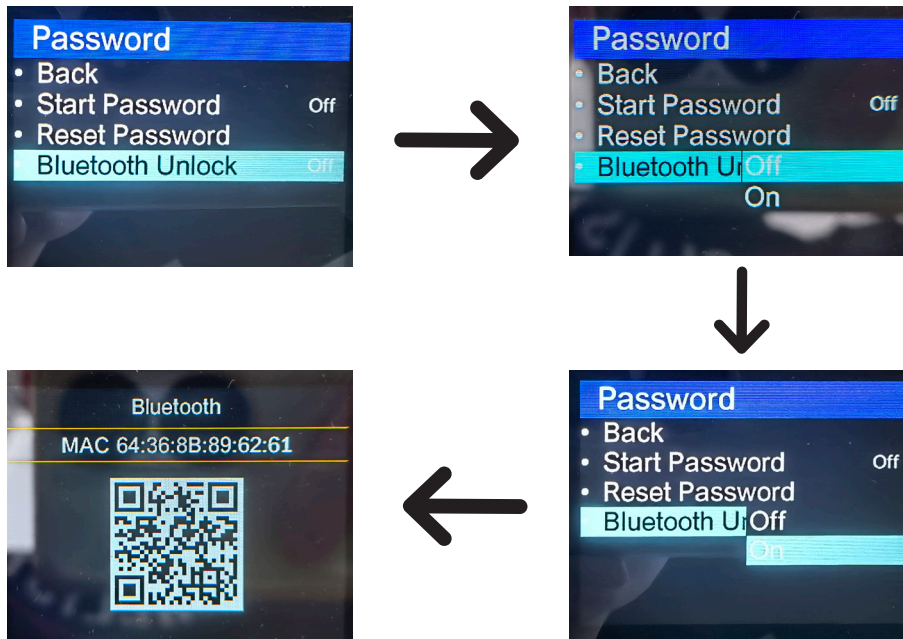 Password
Back
Start Password Off
Reset Password
Bluetooth Unlock Off
Password
Back
Start Password Off
Reset Password
Bluetooth Un Off
On
Password
Back
Start Password Off
Reset Password
Bluetooth Un Off
On
Bluetooth
MAC 64:36:8B:89:62:61